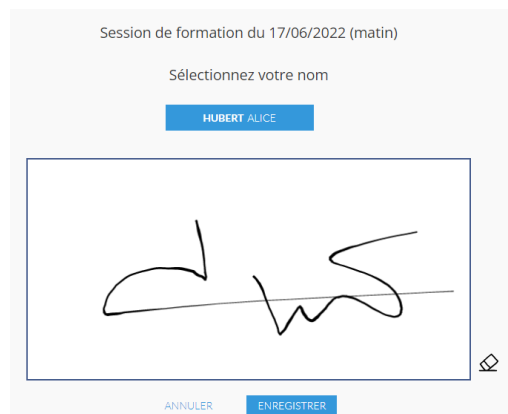 Session de formation du 17/06/2022 (matin)
Sélectionnez votre nom
HUBERT ALICE
ANNULER ENREGISTRER